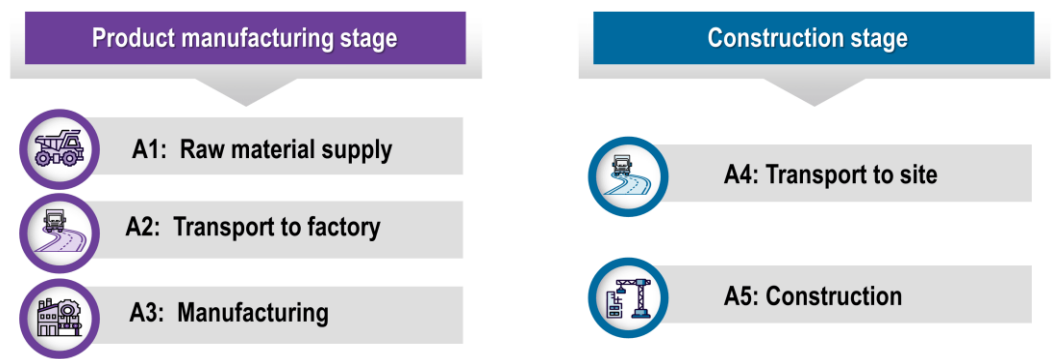 Product manufacturing stage
A1: Raw material supply
A2: Transport to factory
A3: Manufacturing
Construction stage
A4: Transport to site
A5: Construction